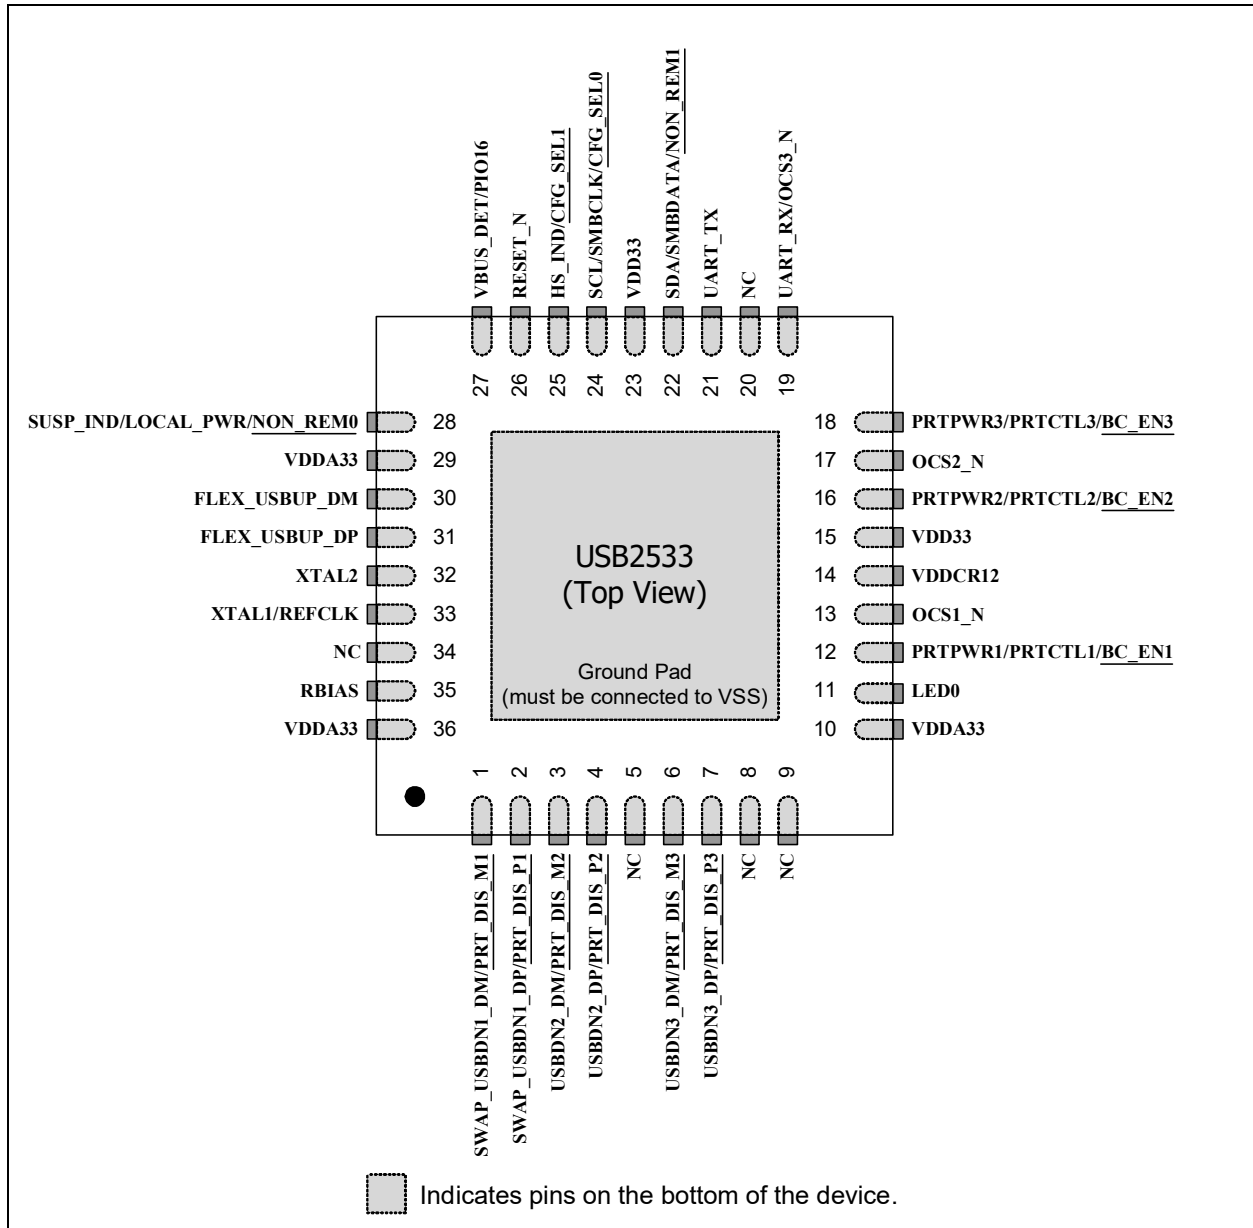 VBUS_DET/PIO16
RESET_N
HS_IND/CFG_SEL1
SCL/SMBCLK/CFG_SEL0
VDD33
SDA/SMBDATA/NON_REM1
UART_TX
NC
UART_RX/OCS3_N
27
26
25
24
23
22
21
20
19
SUSP_IND/LOCAL_PWR/NON_REM0 28
VDDA33 29
FLEX_USBUP_DM 30
FLEX_USBUP_DP 31
XTAL2 32
XTAL1/REFCLK 33
NC 34
RBIAS 35
VDDA33 36
USB2533
(Top View)
Ground Pad
(must be connected to VSS)
18 PRTPWR3/PRTCTL3/BC_EN3
17 OCS2_N
16 PRTPWR2/PRTCTL2/BC_EN2
15 VDD33
14 VDDCR12
13 OCS1_N
12 PRTPWR1/PRTCTL1/BC_EN1
11 LED0
10 VDDA33
1
2
3
4
5
6
7
8
9
SWAP_USBDN1_DM/PRT_DIS_M1
SWAP_USBDN1_DP/PRT_DIS_P1
USBDN2_DM/PRT_DIS_M2
USBDN2_DP/PRT_DIS_P2
NC
USBDN3_DM/PRT_DIS_M3
USBDN3_DP/PRT_DIS_P3
NC
NC
Indicates pins on the bottom of the device.